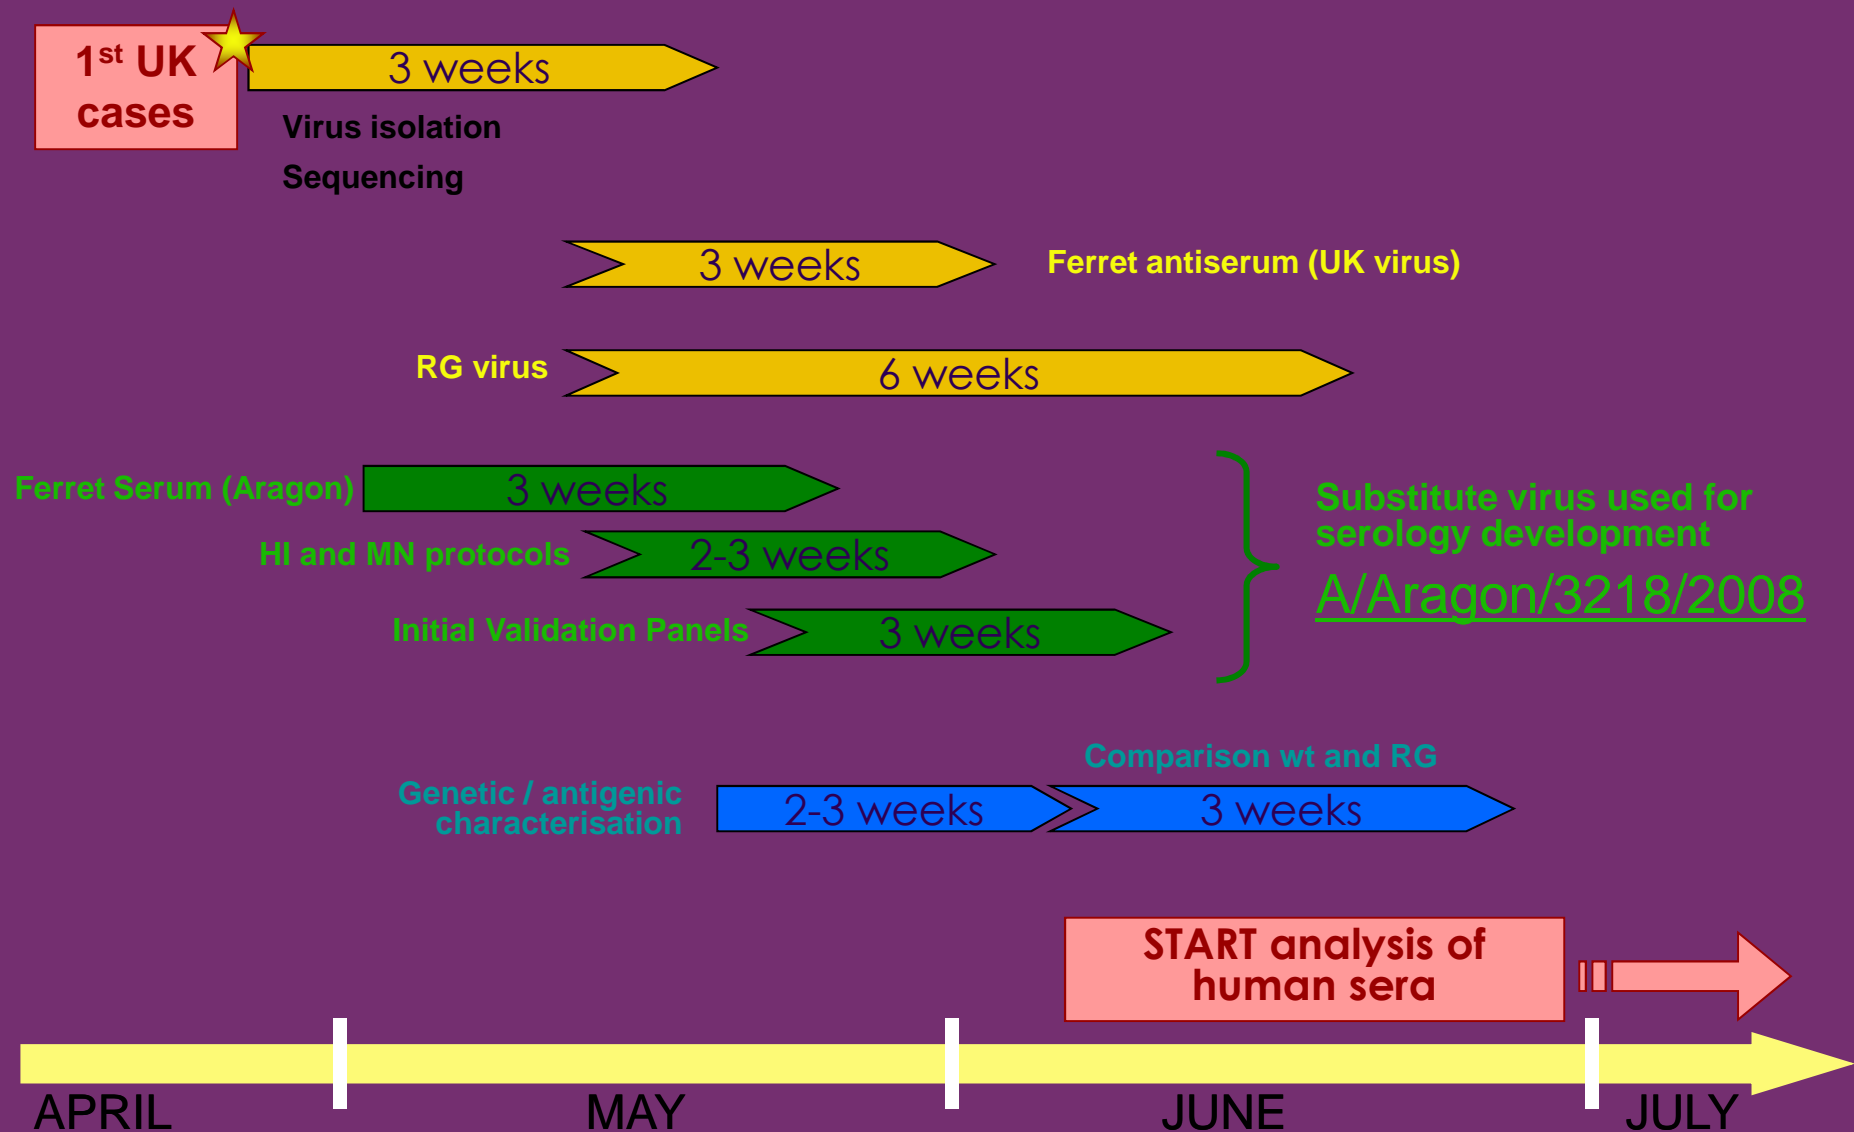 1st UK
cases
3 weeks
Virus isolation
Sequencing
3 weeks
Ferret antiserum (UK virus)
RG virus
6 weeks
Ferret Serum (Aragon)
3 weeks
HI and MN protocols
2-3 weeks
Initial Validation Panels
3 weeks
Substitute virus used for
serology development
A/Aragon/3218/2008
Comparison wt and RG
Genetic / antigenic
characterisation
2-3 weeks
3 weeks
START analysis of
human sera
APRIL
MAY
JUNE
JULY